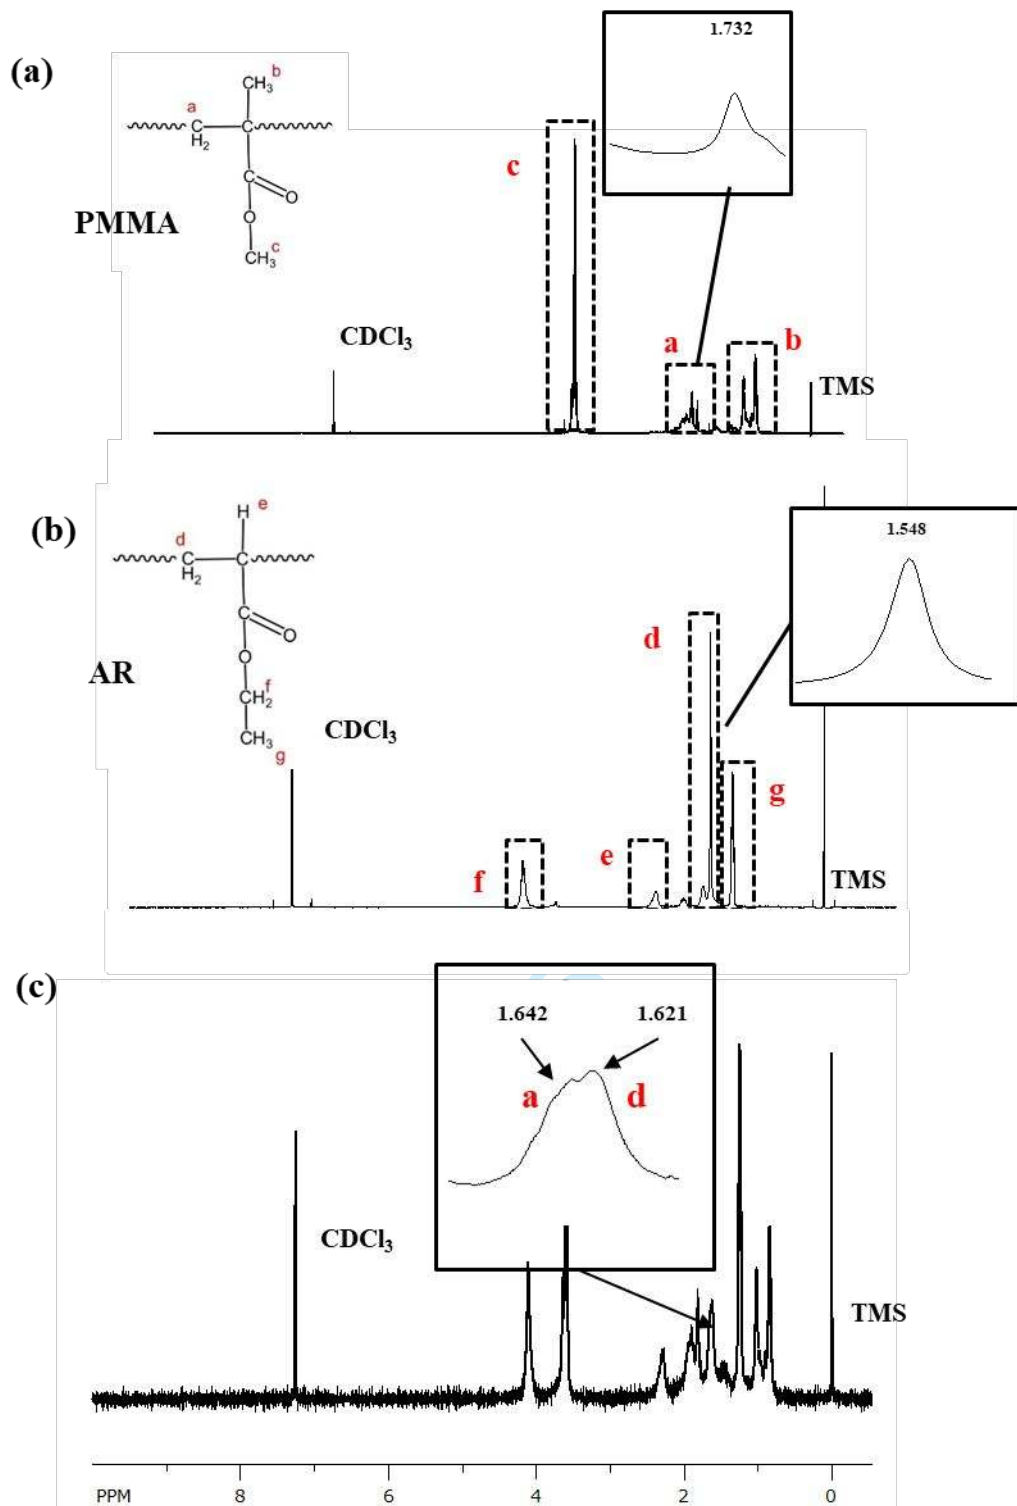 (a)
1.732
b
CH3
a
C
C
H2
C
O
O
c
CH3
PMMA
c
CDCl3
a
b
TMS
(b)
e
H
d
C
C
H2
C
O
O
f
CH2
CH3
g
AR
CDCl3
1.548
d
g
f
e
TMS
(c)
1.642 1.621
a d
CDCl3
TMS
PPM 8 6 4 2 0